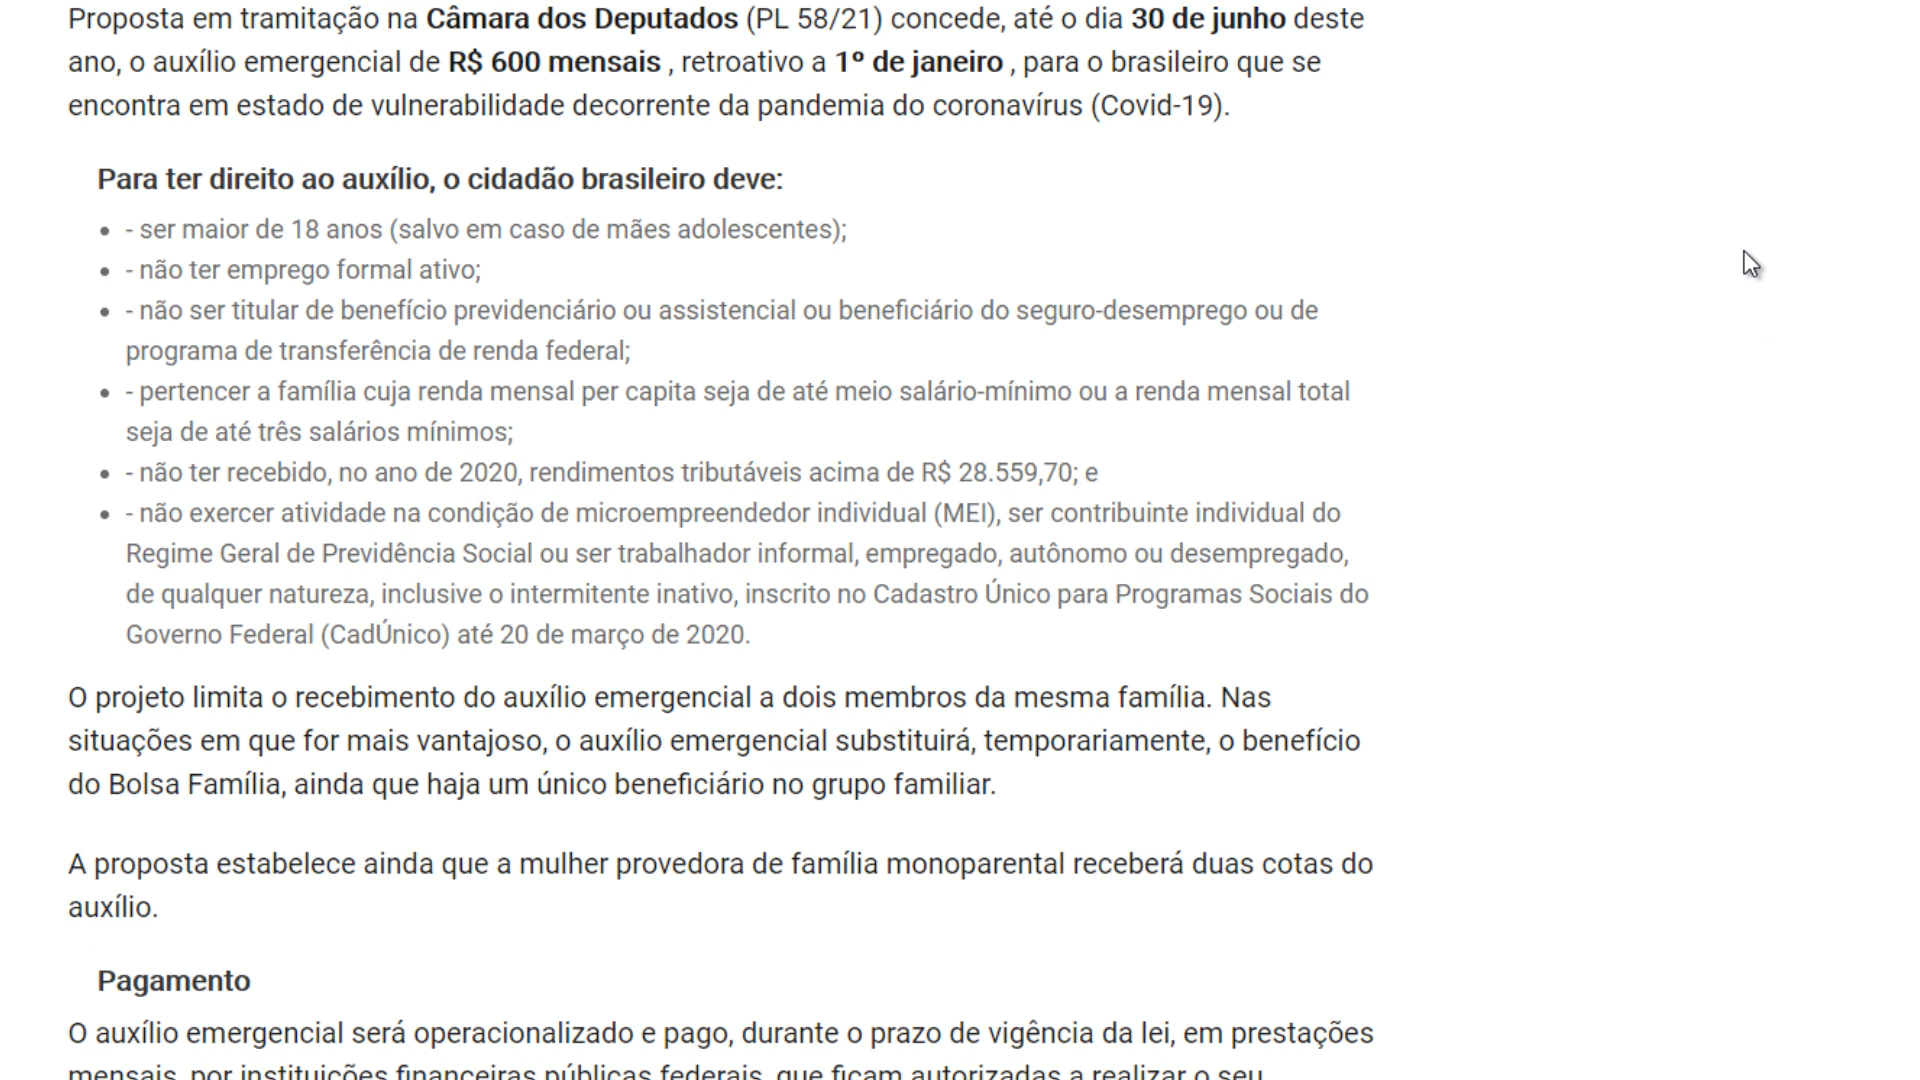 Proposta em tramitação na Câmara dos Deputados (PL 58/21) concede, até o dia 30 de junho deste
ano, o auxílio emergencial de R$ 600 mensais , retroativo a 1º de janeiro , para o brasileiro que se
encontra em estado de vulnerabilidade decorrente da pandemia do coronavírus (Covid-19).
Para ter direito ao auxílio, o cidadão brasileiro deve:
• - ser maior de 18 anos (salvo em caso de mães adolescentes);
• - não ter emprego formal ativo;
• - não ser titular de benefício previdenciário ou assistencial ou beneficiário do seguro-desemprego ou de
programa de transferência de renda federal;
• - pertencer a família cuja renda mensal per capita seja de até meio salário-mínimo ou a renda mensal total
seja de até três salários mínimos;
• - não ter recebido, no ano de 2020, rendimentos tributáveis acima de R$ 28.559,70; e
• - não exercer atividade na condição de microempreendedor individual (MEI), ser contribuinte individual do
Regime Geral de Previdência Social ou ser trabalhador informal, empregado, autônomo ou desempregado,
de qualquer natureza, inclusive o intermitente inativo, inscrito no Cadastro Único para Programas Sociais do
Governo Federal (CadÚnico) até 20 de março de 2020.
O projeto limita o recebimento do auxílio emergencial a dois membros da mesma família. Nas
situações em que for mais vantajoso, o auxílio emergencial substituirá, temporariamente, o benefício
do Bolsa Família, ainda que haja um único beneficiário no grupo familiar.
A proposta estabelece ainda que a mulher provedora de família monoparental receberá duas cotas do
auxílio.
Pagamento
O auxílio emergencial será operacionalizado e pago, durante o prazo de vigência da lei, em prestações
mensais, por instituições financeiras públicas federais, que ficam autorizadas a realizar o seu